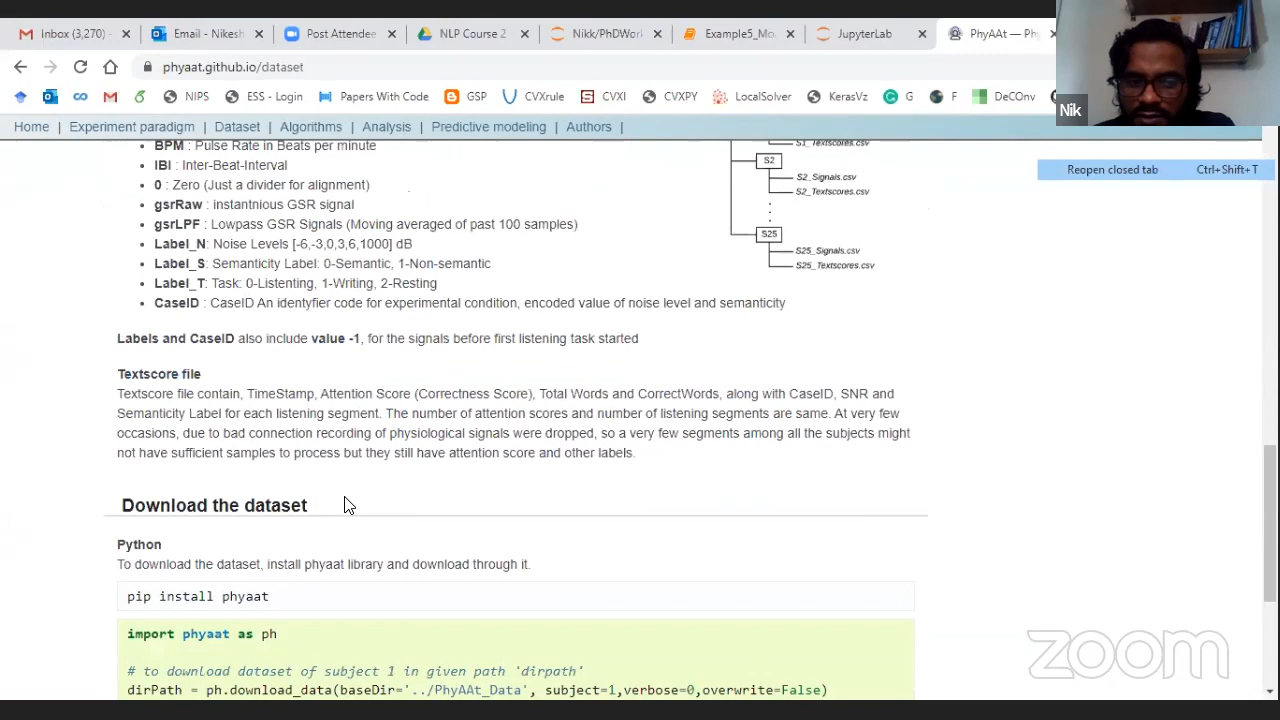 Inbox (3,270)
Email - Nikesh
Post Attendee
NLP Course 2
Nikk/PhDWo
Example5_Mo
JupyterLab
PhyAAt — Ph
phyaat.github.io/dataset
NIPS
ESS - Login
Papers With Code
GSP
CVXrule
CVXI
CVXPY
LocalSolver
KerasVz
G
F
DeCOnv
Nik
Home | Experiment paradigm | Dataset | Algorithms | Analysis | Predictive modeling | Authors |
Reopen closed tab Ctrl+Shift+T
BPM : Pulse Rate in Beats per minute
IBI : Inter-Beat-Interval
0 : Zero (Just a divider for alignment)
gsrRaw : instantnious GSR signal
gsrLPF : Lowpass GSR Signals (Moving averaged of past 100 samples)
Label_N: Noise Levels [-6,-3,0,3,6,1000] dB
Label_S: Semanticity Label: 0-Semantic, 1-Non-semantic
Label_T: Task: 0-Listenting, 1-Writing, 2-Resting
CaseID : CaseID An identyfier code for experimental condition, encoded value of noise level and semanticity
S1_Textscores.csv
S2
S2_Signals.csv
S2_Textscores.csv
S25
S25_Signals.csv
S25_Textscores.csv
Labels and CaseID also include value -1, for the signals before first listening task started
Textscore file
Textscore file contain, TimeStamp, Attention Score (Correctness Score), Total Words and CorrectWords, along with CaseID, SNR and
Semanticity Label for each listening segment. The number of attention scores and number of listening segments are same. At very few
occasions, due to bad connection recording of physiological signals were dropped, so a very few segments among all the subjects might
not have sufficient samples to process but they still have attention score and other labels.
Download the dataset
Python
To download the dataset, install phyaat library and download through it.
pip install phyaat
import phyaat as ph
# to download dataset of subject 1 in given path 'dirpath'
dirPath = ph.download_data(baseDir='../PhyAAt_Data', subject=1,verbose=0,overwrite=False)
zoom